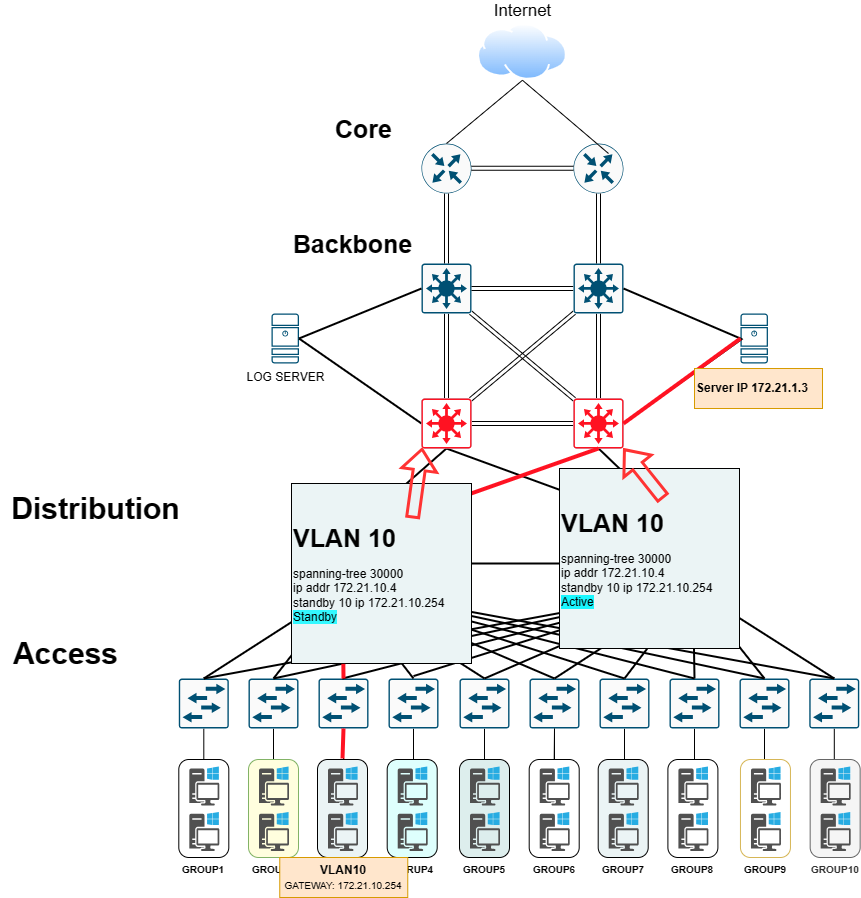 Internet
Core
Backbone
LOG SERVER
Server IP 172.21.1.3
Distribution
VLAN 10
spanning-tree 30000
ip addr 172.21.10.4
standby 10 ip 172.21.10.254
Standby
VLAN 10
spanning-tree 30000
ip addr 172.21.10.4
standby 10 ip 172.21.10.254
Active
Access
GROUP1
GROU
VLAN10
GATEWAY: 172.21.10.254
RUP4
GROUP5
GROUP6
GROUP7
GROUP8
GROUP9
GROUP10